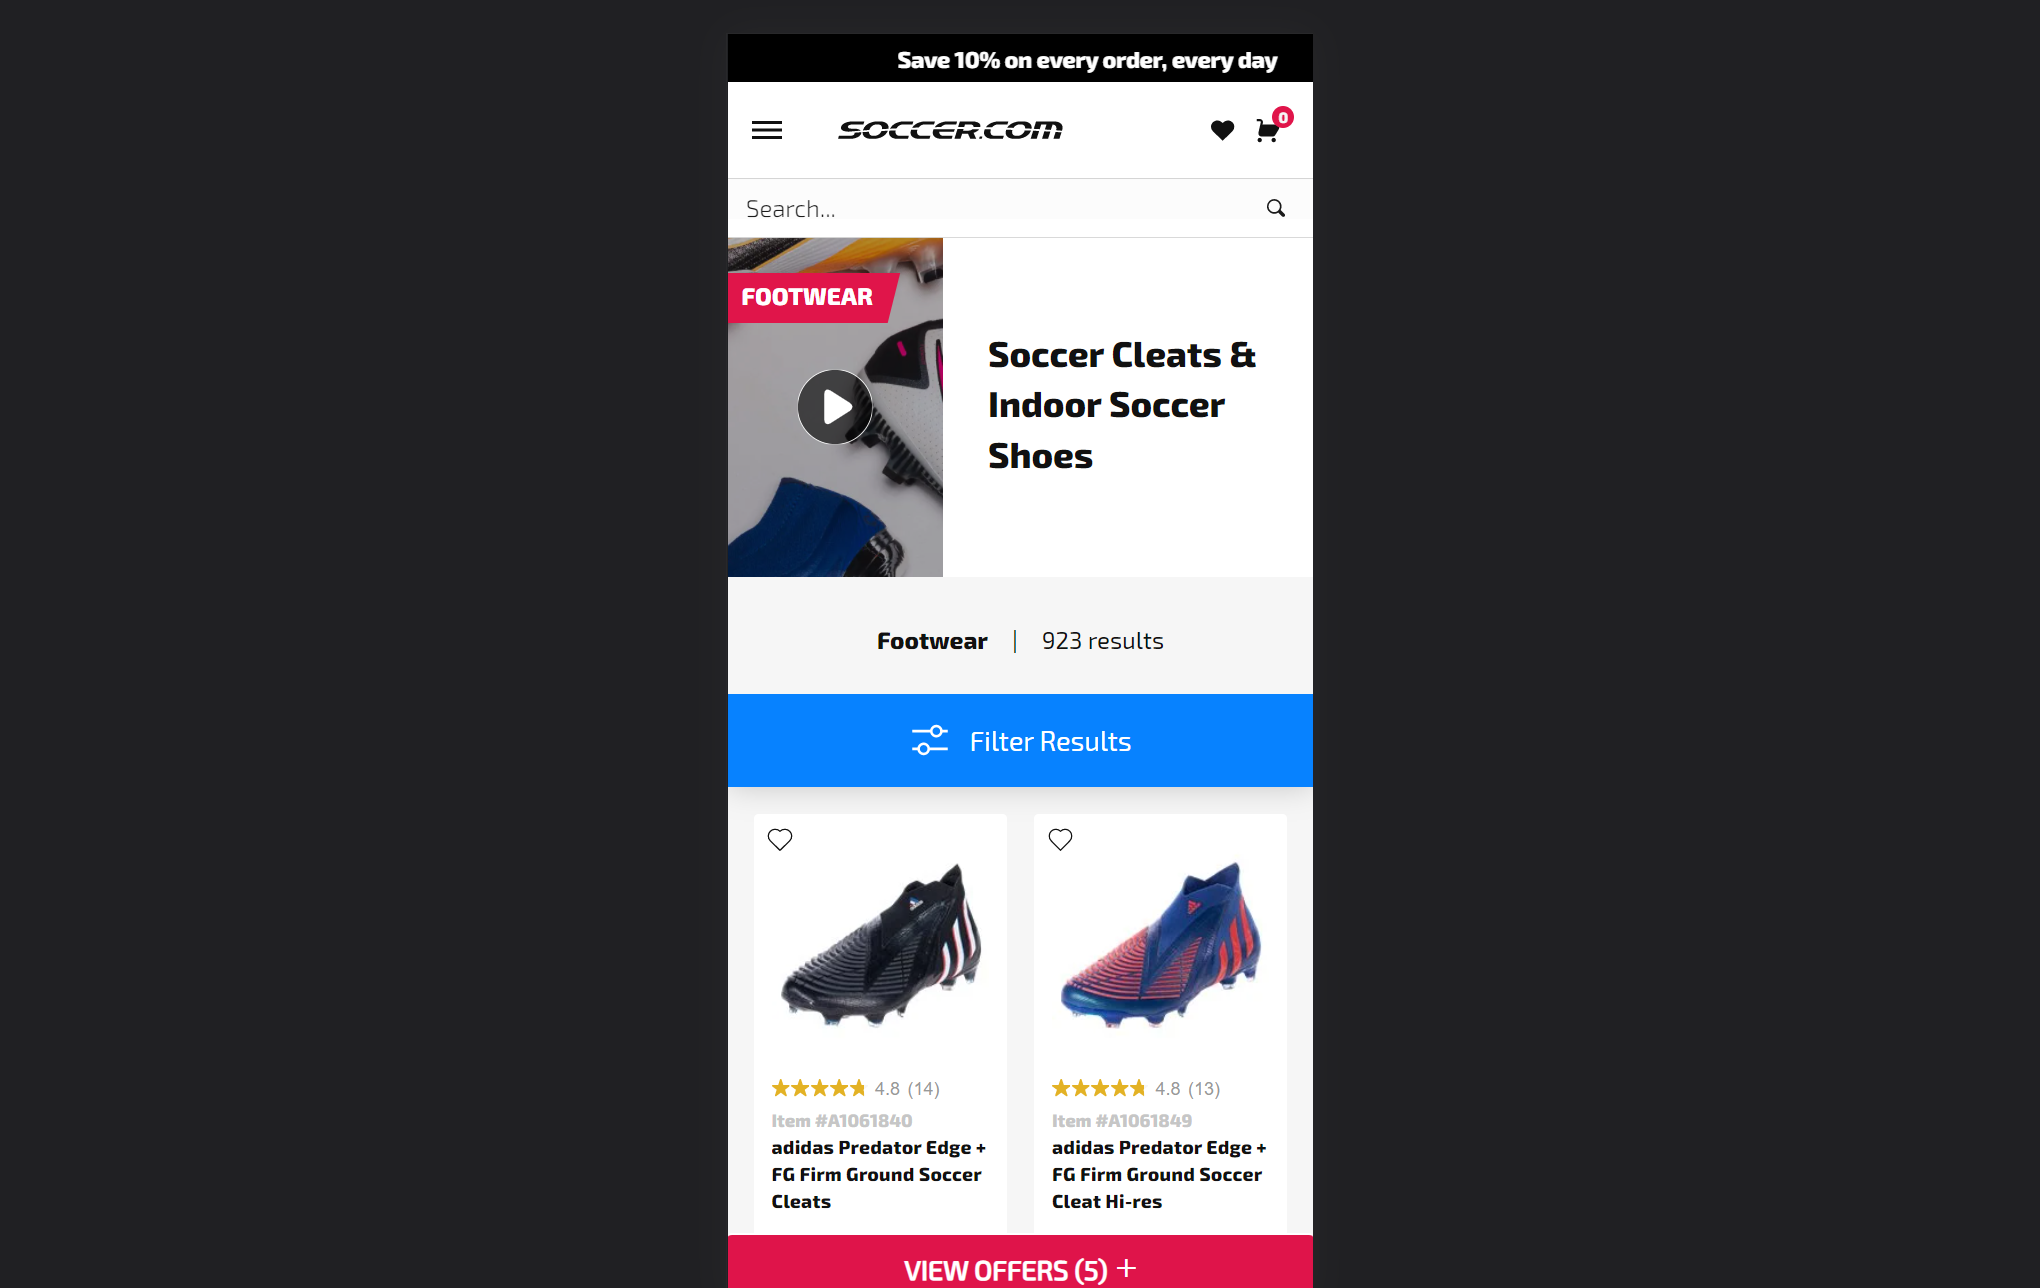 Save 10% on every order, every day
SOCCER.COM
0
Search...
FOOTWEAR
Soccer Cleats &
Indoor Soccer
Shoes
Footwear | 923 results
Filter Results
4.8 (14)
Item #A1061840
adidas Predator Edge +
FG Firm Ground Soccer
Cleats
4.8 (13)
Item #A1061849
adidas Predator Edge +
FG Firm Ground Soccer
Cleat Hi-res
VIEW OFFERS (5) +